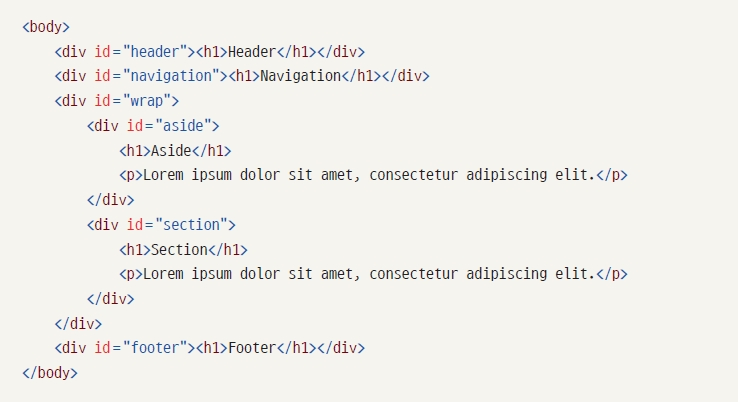 <body>
    <div id="header"><h1>Header</h1></div>
    <div id="navigation"><h1>Navigation</h1></div>
    <div id="wrap">
        <div id="aside">
            <h1>Aside</h1>
            <p>Lorem ipsum dolor sit amet, consectetur adipiscing elit.</p>
        </div>
        <div id="section">
            <h1>Section</h1>
            <p>Lorem ipsum dolor sit amet, consectetur adipiscing elit.</p>
        </div>
    </div>
    <div id="footer"><h1>Footer</h1></div>
</body>